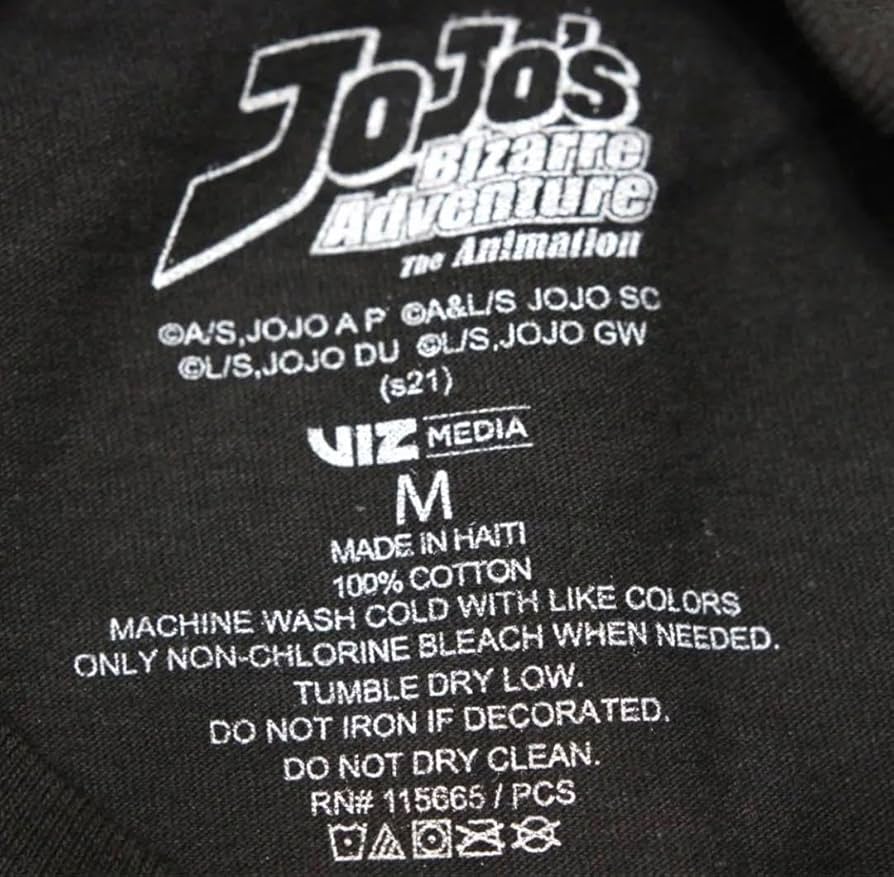 JoJo's
Bizarre
Adventure
The Animation
©A/S,JOJO A P ©A&L/S JOJO SC
©L/S,JOJO DU ©L/S,JOJO GW
(s21)
VIZ MEDIA
M
MADE IN HAITI
100% COTTON
MACHINE WASH COLD WITH LIKE COLORS
ONLY NON-CHLORINE BLEACH WHEN NEEDED.
TUMBLE DRY LOW.
DO NOT IRON IF DECORATED.
DO NOT DRY CLEAN.
RN# 115665 / PCS